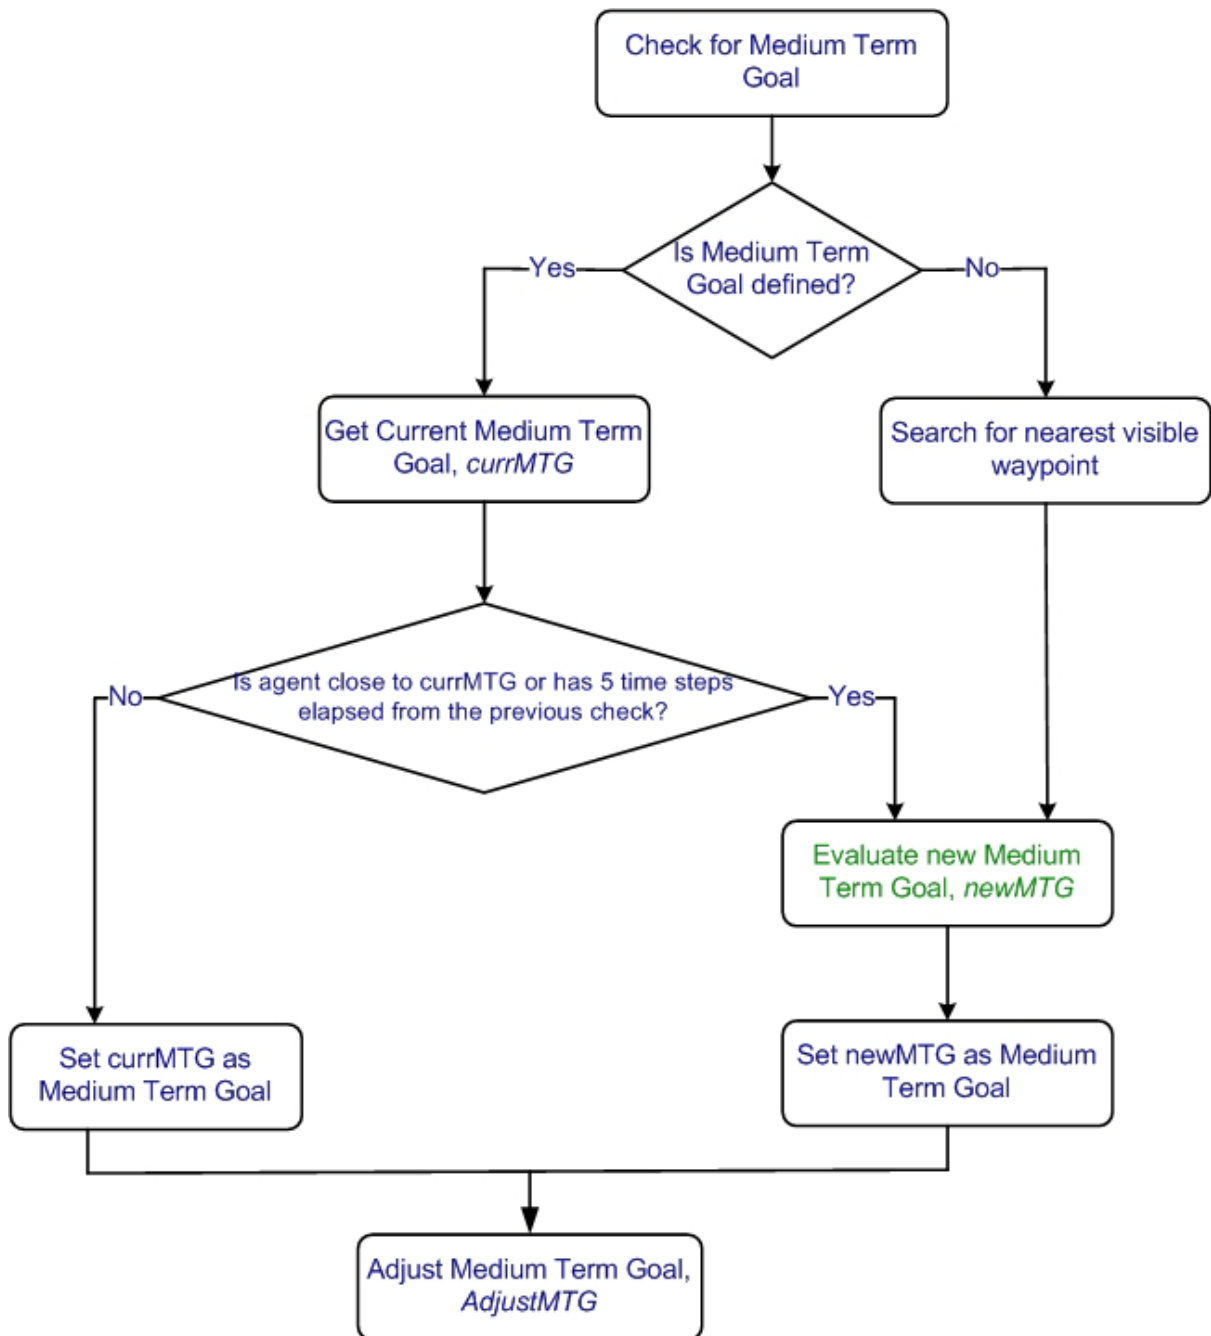 Check for Medium Term
Goal
Is Medium Term
Goal defined?
Yes
No
Get Current Medium Term
Goal, currMTG
Search for nearest visible
waypoint
Is agent close to currMTG or has 5 time steps
elapsed from the previous check?
No
Yes
Evaluate new Medium
Term Goal, newMTG
Set currMTG as
Medium Term Goal
Set newMTG as Medium
Term Goal
Adjust Medium Term Goal,
AdjustMTG